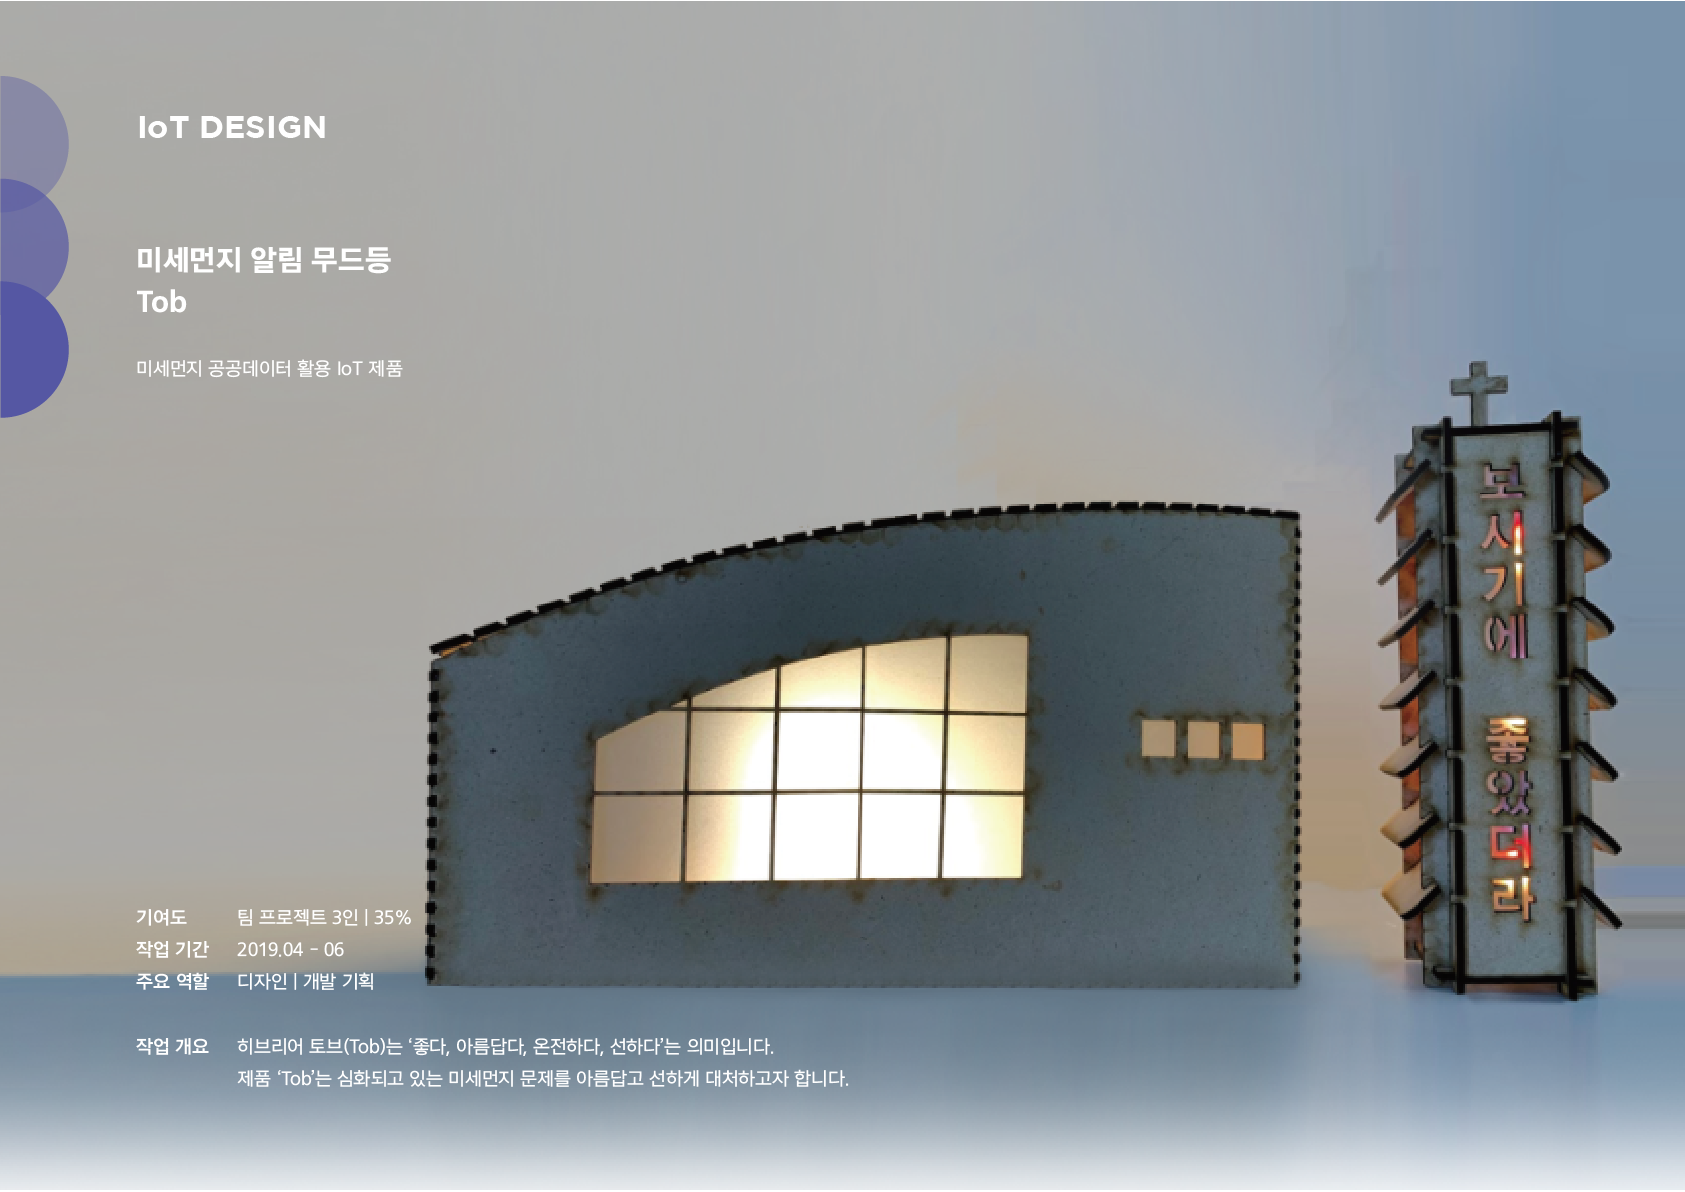 IoT DESIGN
미세먼지 알림 무드등
Tob
미세먼지 공공데이터 활용 IoT 제품
보시기에 좋았더라
기여도 팀 프로젝트 3인 | 35%
작업 기간 2019.04 - 06
주요 역할 디자인 | 개발 기획
작업 개요 히브리어 토브(Tob)는 ‘좋다, 아름답다, 온전하다, 선하다’는 의미입니다.
제품 ‘Tob’는 심화되고 있는 미세먼지 문제를 아름답고 선하게 대처하고자 합니다.